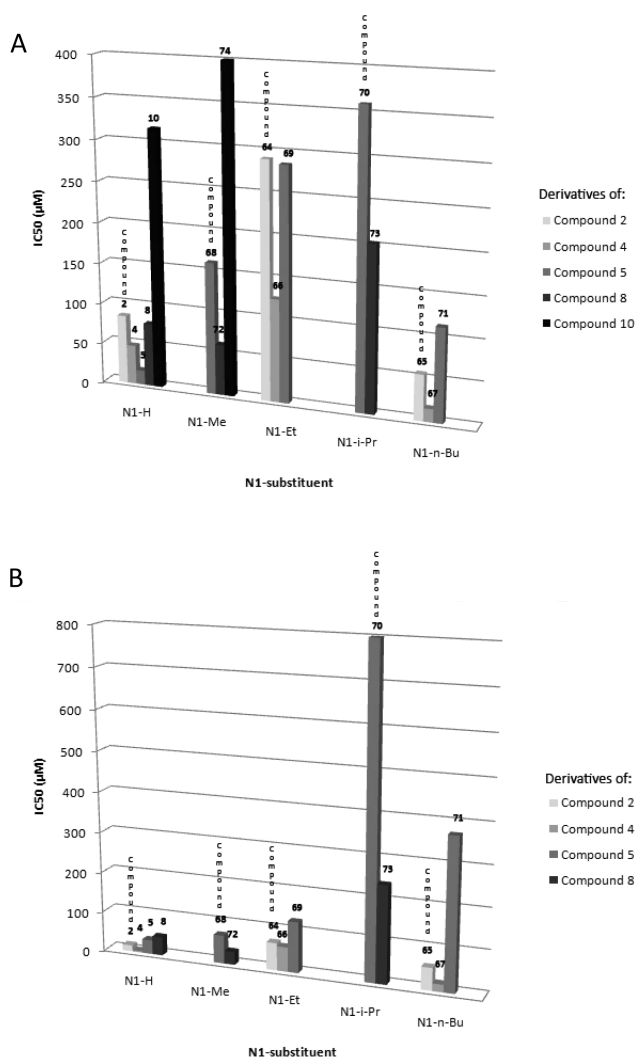 A
400
350
300
250
200
150
100
50
0
IC50 (µM)
compound
2
4
5
8
10
compound
68
72
74
compound
64
66
69
compound
70
73
compound
65
67
71
N1-H
N1-Me
N1-Et
N1-i-Pr
N1-n-Bu
N1-substituent
Derivatives of:
Compound 2
Compound 4
Compound 5
Compound 8
Compound 10
B
800
700
600
500
400
300
200
100
0
IC50 (µM)
compound
2
4
5
8
compound
68
72
compound
64
66
69
compound
70
73
compound
65
67
71
N1-H
N1-Me
N1-Et
N1-i-Pr
N1-n-Bu
N1-substituent
Derivatives of:
Compound 2
Compound 4
Compound 5
Compound 8